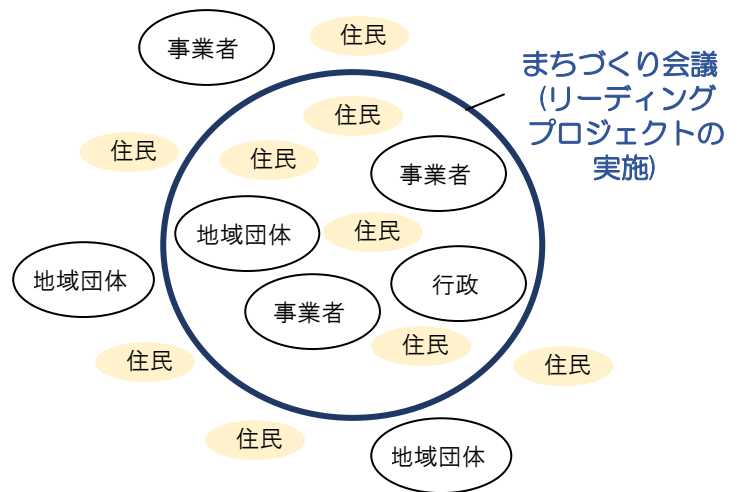 住民
事業者
まちづくり会議
(リーディング
プロジェクトの
実施)
住民
住民
住民
事業者
地域団体
住民
地域団体
行政
事業者
住民
住民
住民
住民
地域団体